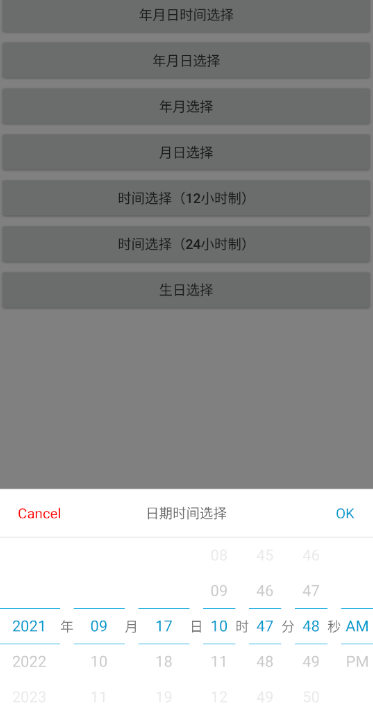 年月日时间选择
年月日选择
年月选择
月日选择
时间选择（12小时制）
时间选择（24小时制）
生日选择
Cancel 日期时间选择 OK
08 45 46
09 46 47
2021 年 09 月 17 日 10 时 47 分 48 秒 AM
2022 10 18 11 48 49 PM
2023 11 19 12 49 50